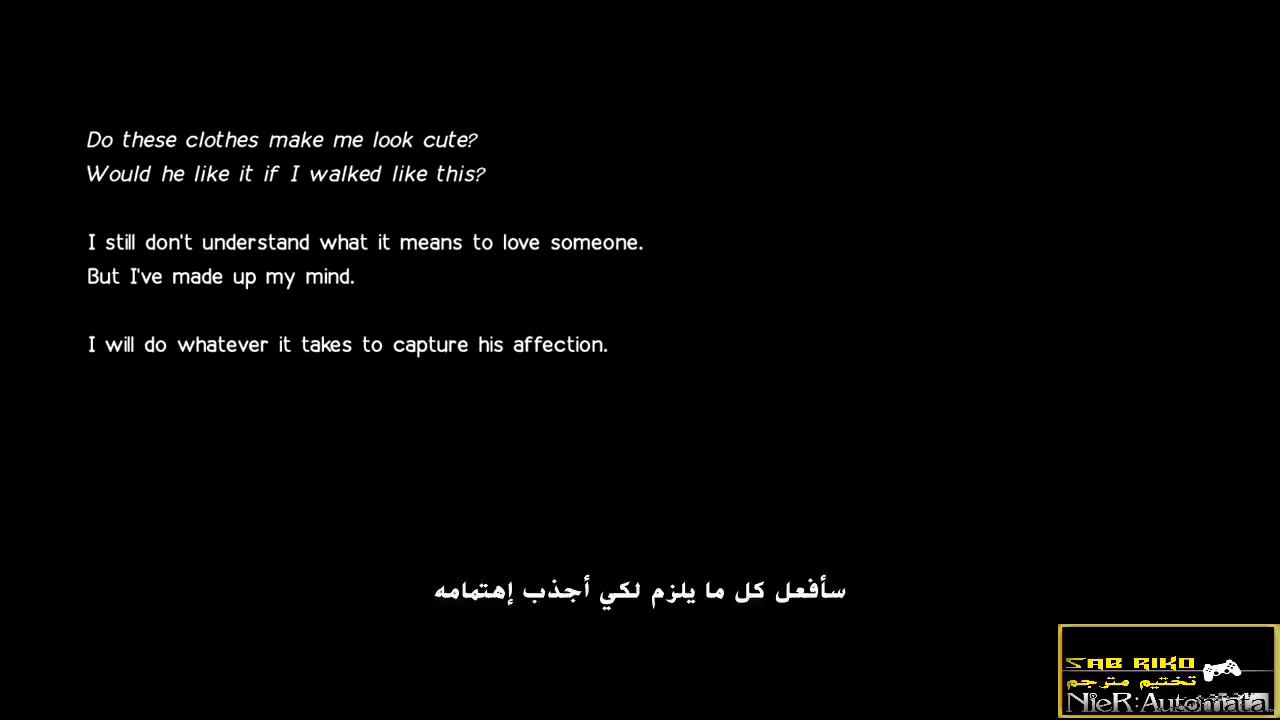 Do these clothes make me look cute?
Would he like it if I walked like this?
I still don't understand what it means to love someone.
But I've made up my mind.
I will do whatever it takes to capture his affection.
سأفعل كل ما يلزم لكي أجذب إهتمامه
SAB RIKO
تختيم مترجم
NieR:Automata